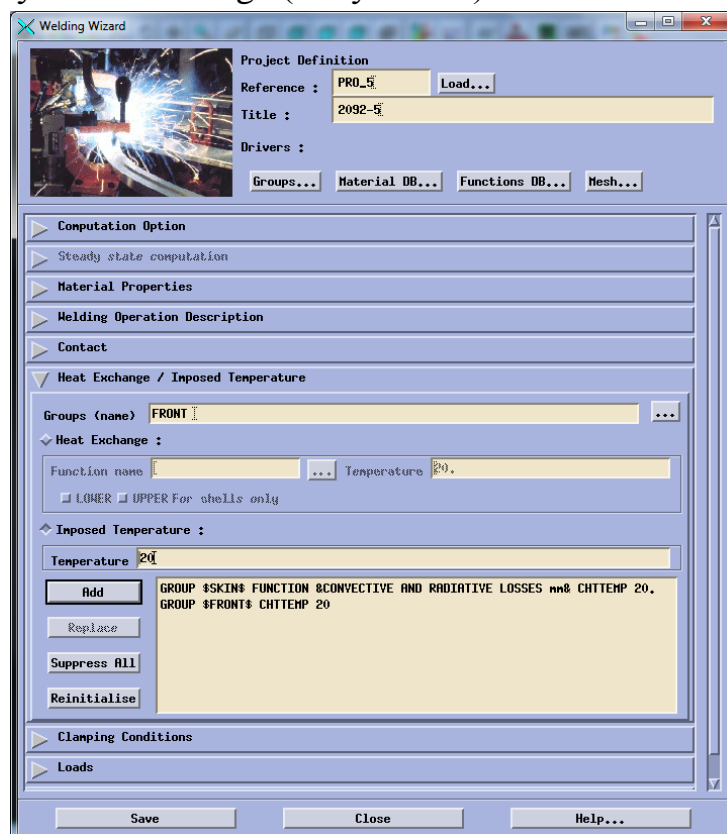 Welding Wizard
Project Definition
Reference : PRO_5 Load...
Title : 2092-5
Drivers :
Groups... Material DB... Functions DB... Mesh...
Computation Option
Steady state computation
Material Properties
Welding Operation Description
Contact
Heat Exchange / Imposed Temperature
Groups (name) FRONT ...
Heat Exchange :
Function name ... Temperature 20.
LOWER UPPER For shells only
Imposed Temperature :
Temperature 20
Add
GROUP $SKIN$ FUNCTION &CONVECTIVE AND RADIATIVE LOSSES mm& CHTTEMP 20.
GROUP $FRONT$ CHTTEMP 20
Replace
Suppress All
Reinitialise
Clamping Conditions
Loads
Save Close Help...